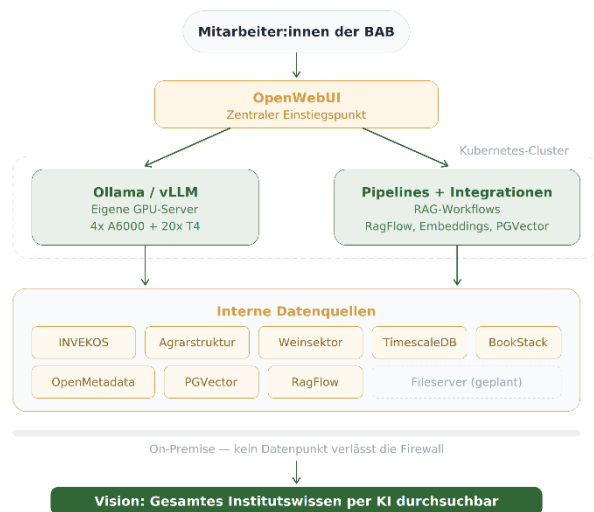 Mitarbeiter:innen der BAB
OpenWebUI
Zentraler Einstiegspunkt
Kubernetes-Cluster
Ollama / vLLM
Eigene GPU-Server
4x A6000 + 20x T4
Pipelines + Integrationen
RAG-Workflows
RagFlow, Embeddings, PGVector
Interne Datenquellen
INVEKOS
Agrarstruktur
Weinsektor
TimescaleDB
BookStack
OpenMetadata
PGVector
RagFlow
Fileserver (geplant)
On-Premise — kein Datenpunkt verlässt die Firewall
Vision: Gesamtes Institutswissen per KI durchsuchbar